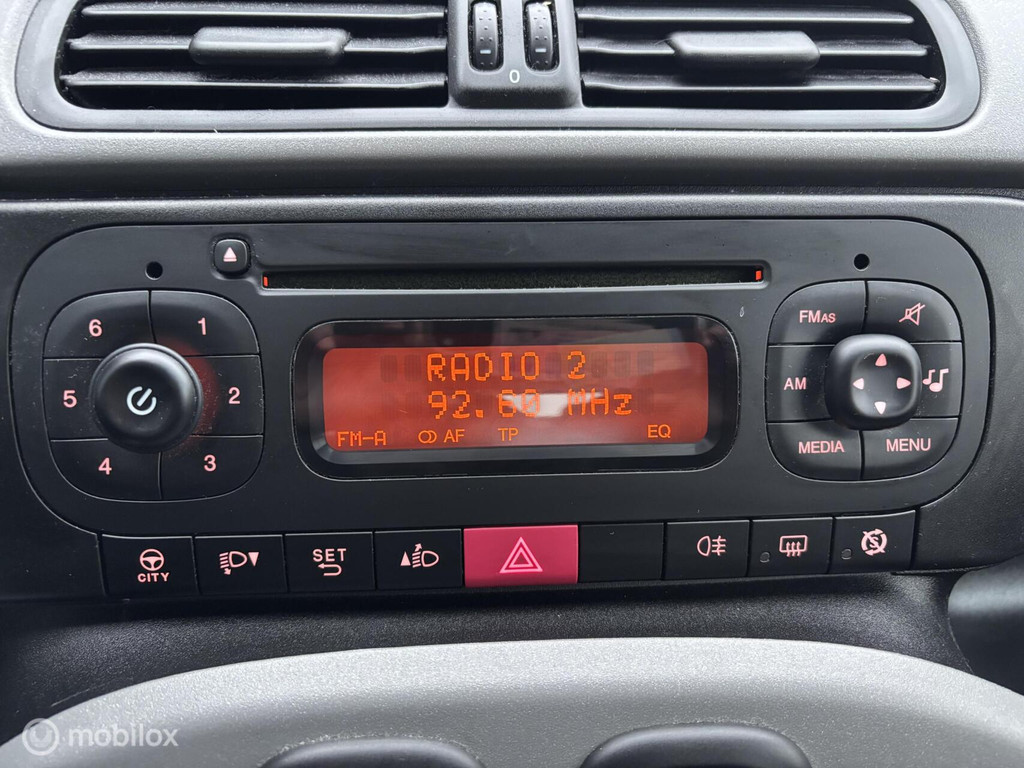 0
6 1
5 2
4 3
RADIO 2
92.60 MHz
FM-A AF TP EQ
FMAS
AM
MEDIA MENU
CITY
SET
S
mobilox